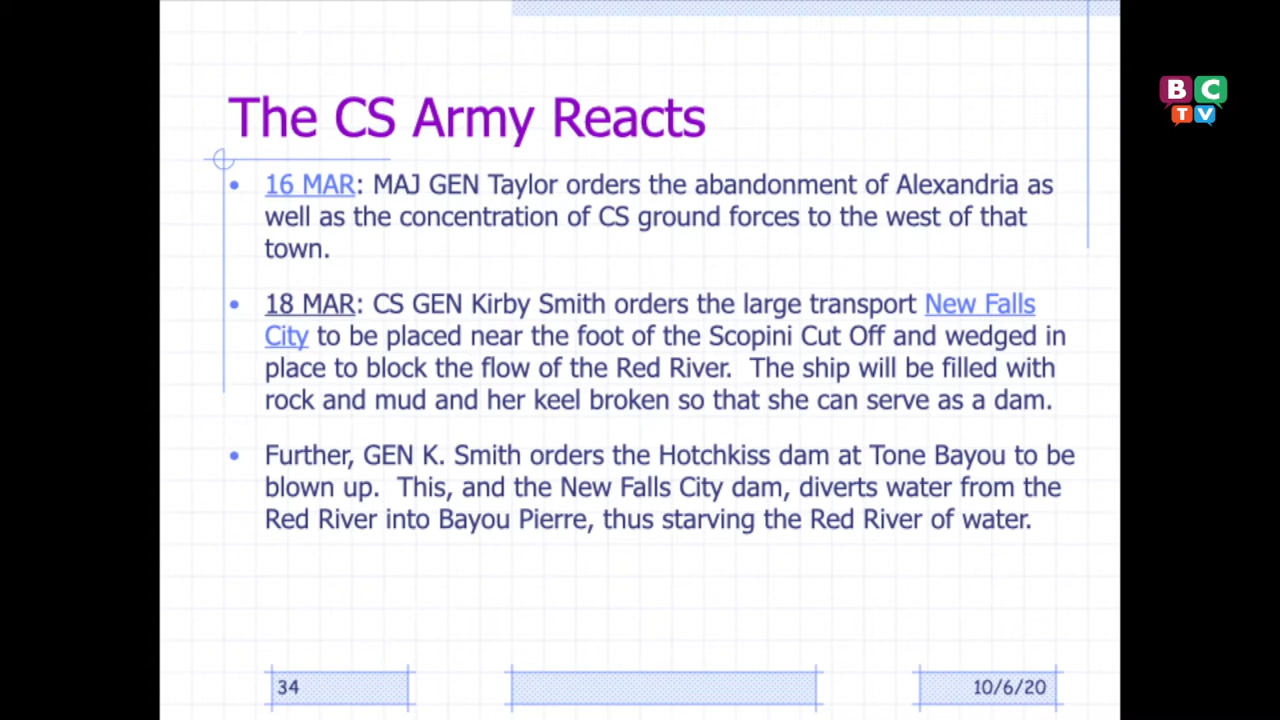 BCTV
The CS Army Reacts
• 16 MAR: MAJ GEN Taylor orders the abandonment of Alexandria as
well as the concentration of CS ground forces to the west of that
town.
• 18 MAR: CS GEN Kirby Smith orders the large transport New Falls
City to be placed near the foot of the Scopini Cut Off and wedged in
place to block the flow of the Red River.  The ship will be filled with
rock and mud and her keel broken so that she can serve as a dam.
• Further, GEN K. Smith orders the Hotchkiss dam at Tone Bayou to be
blown up.  This, and the New Falls City dam, diverts water from the
Red River into Bayou Pierre, thus starving the Red River of water.
34
10/6/20